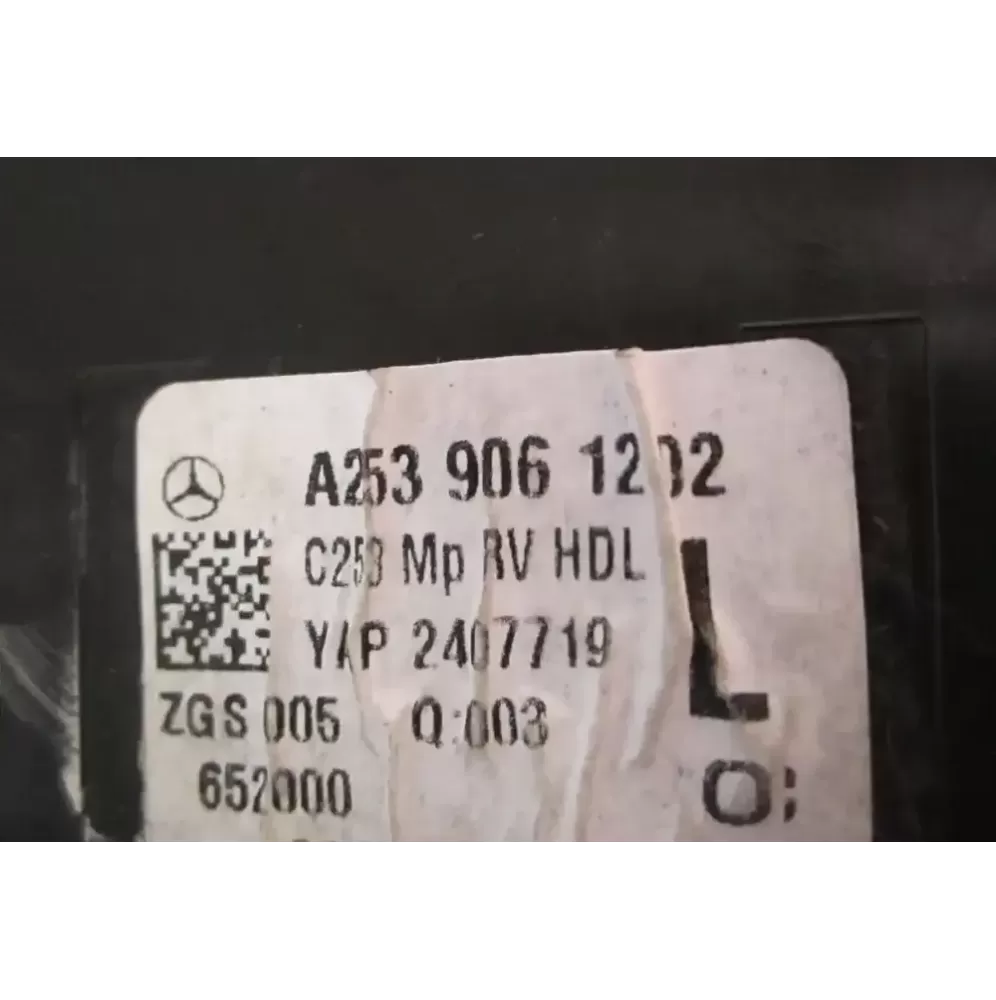 A253 906 1202
C253 Mp RV HDL
L
YAP 2407719
ZGS 005 Q:003
652000